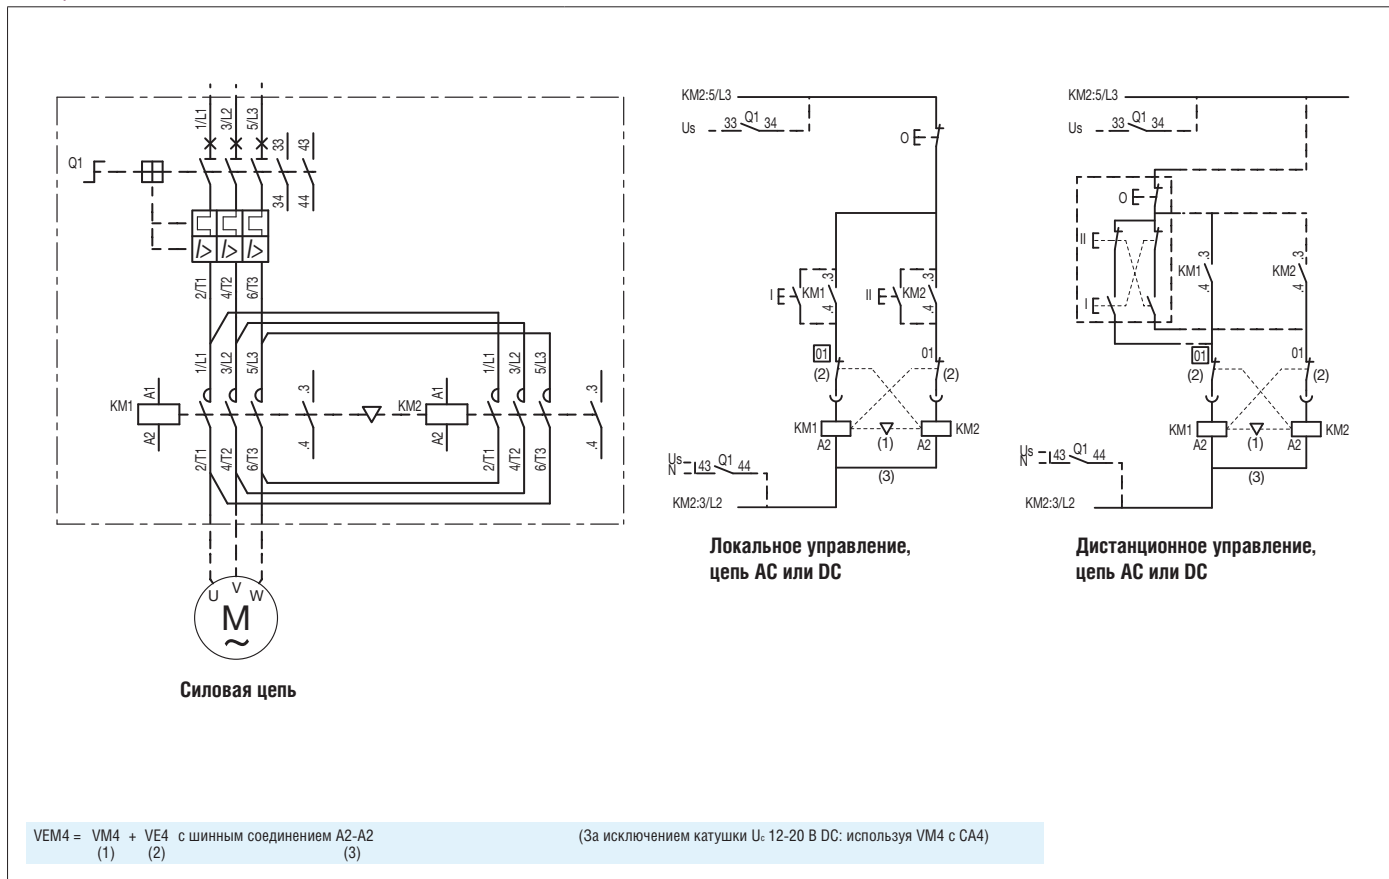 1/L1 3/L2 5/L3
33 43
Q1
34 44
I> I> I>
2/T1 4/T2 6/T3
1/L1 3/L2 5/L3
1/L1 3/L2 5/L3
KM1 A1 A2
.3 .4
KM2 A1 A2
.3 .4
2/T1 4/T2 6/T3
2/T1 4/T2 6/T3
U V W
M
~
Силовая цепь
KM2:5/L3
Us 33 Q1 34
O
I KM1 .3 .4
II KM2 .3 .4
01 01
(2) (2)
KM1 A2 (1) A2 KM2
Us
N 43 Q1 44
(3)
KM2:3/L2
Локальное управление,
цепь AC или DC
KM2:5/L3
Us 33 Q1 34
O
II
KM1 .3 .4
KM2 .3 .4
I
01 01
(2) (2)
KM1 A2 (1) A2 KM2
Us
N 43 Q1 44
(3)
KM2:3/L2
Дистанционное управление,
цепь AC или DC
VEM4 = VM4 + VE4 с шинным соединением A2-A2 (За исключением катушки Uc 12-20 В DC: используя VM4 с CA4)
(1) (2) (3)